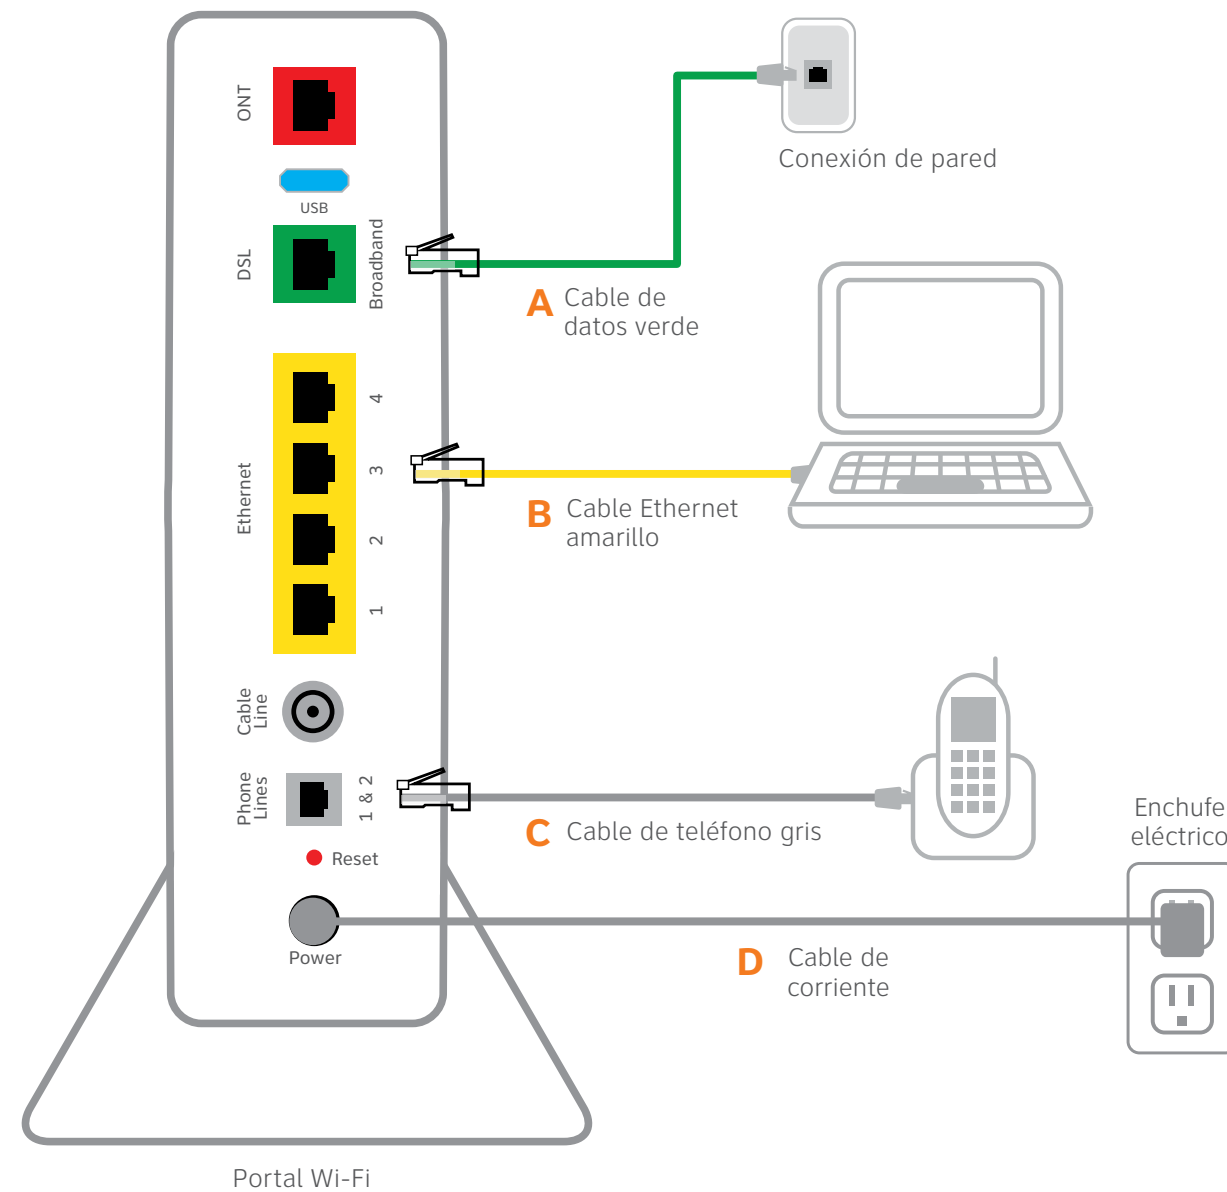 ONT
USB
DSL
Broadband
Conexión de pared
A Cable de
datos verde
Ethernet
4
3
2
1
B Cable Ethernet
amarillo
Cable
Line
Phone
Lines
1 & 2
C Cable de teléfono gris
Reset
Enchufe
eléctrico
Power
D Cable de
corriente
Portal Wi-Fi